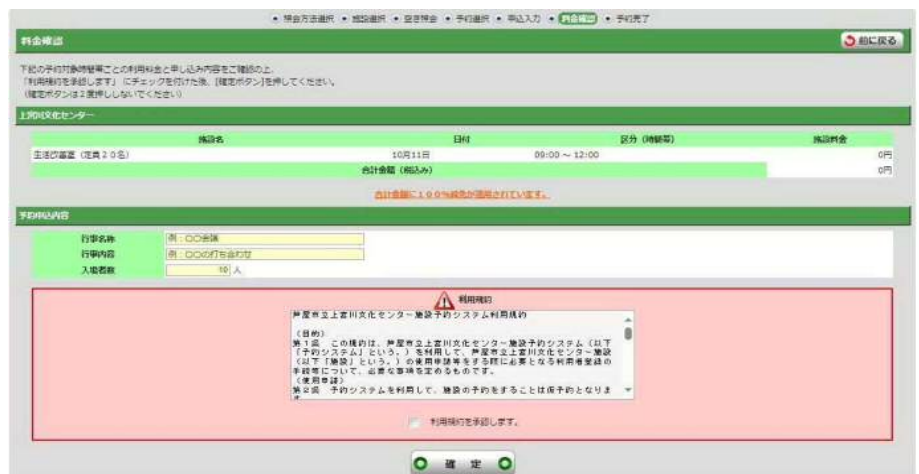 • 照会方法選択 • 施設選択 • 空き照会 • 予約選択 • 申込入力 • 料金確認 • 予約完了
料金確認
前に戻る
下記の予約対象時間帯ごとの利用料金と申し込み内容をご確認の上、
「利用規約を承認します」にチェックを付けた後、[確定ボタン]を押してください。
(確定ボタンは2度押ししないでください)
上宮川文化センター
施設名 日付 区分(時間帯) 施設料金
生活改善室(定員20名) 10月11日 09:00 ~ 12:00 0円
合計金額(税込み) 0円
合計金額に100%減免が適用されています。
予約申込内容
行事名称 例:○○会議
行事内容 例:○○の打ち合わせ
入場者数 10 人
利用規約
芦屋市立上宮川文化センター施設予約システム利用規約
(目的)
第1条 この規約は、芦屋市立上宮川文化センター施設予約システム(以下
「予約システム」という。)を利用して、芦屋市立上宮川文化センター施設
(以下「施設」という。)の使用申請等をする際に必要となる利用者登録の
手続等について、必要な事項を定めるものです。
(使用申請)
第2条 予約システムを利用して、施設の予約をすることは仮予約となりま
す
利用規約を承認します。
確 定